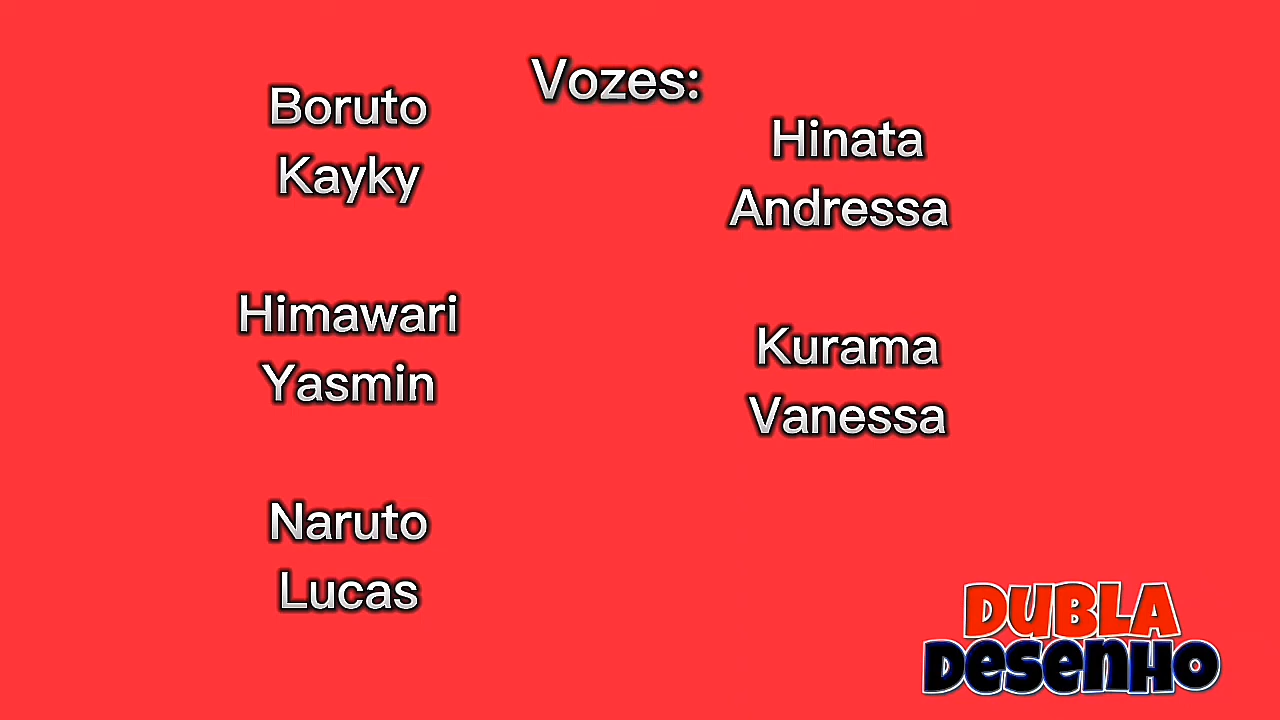 Vozes:
Boruto
Kayky
Himawari
Yasmin
Naruto
Lucas
Hinata
Andressa
Kurama
Vanessa
DUBLA
DESENHO